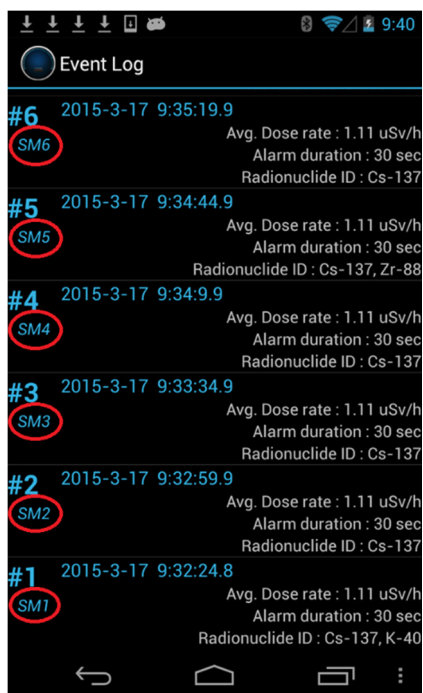 9:40
Event Log
#6 2015-3-17 9:35:19.9
SM6
Avg. Dose rate : 1.11 uSv/h
Alarm duration : 30 sec
Radionuclide ID : Cs-137
#5 2015-3-17 9:34:44.9
SM5
Avg. Dose rate : 1.11 uSv/h
Alarm duration : 30 sec
Radionuclide ID : Cs-137, Zr-88
#4 2015-3-17 9:34:9.9
SM4
Avg. Dose rate : 1.11 uSv/h
Alarm duration : 30 sec
Radionuclide ID : Cs-137
#3 2015-3-17 9:33:34.9
SM3
Avg. Dose rate : 1.11 uSv/h
Alarm duration : 30 sec
Radionuclide ID : Cs-137
#2 2015-3-17 9:32:59.9
SM2
Avg. Dose rate : 1.11 uSv/h
Alarm duration : 30 sec
Radionuclide ID : Cs-137
#1 2015-3-17 9:32:24.8
SM1
Avg. Dose rate : 1.11 uSv/h
Alarm duration : 30 sec
Radionuclide ID : Cs-137, K-40